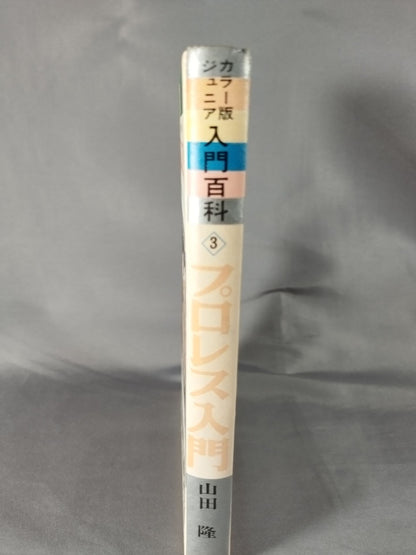 カラー版
ジュニア
入門百科
3
プロレス入門
山田 隆